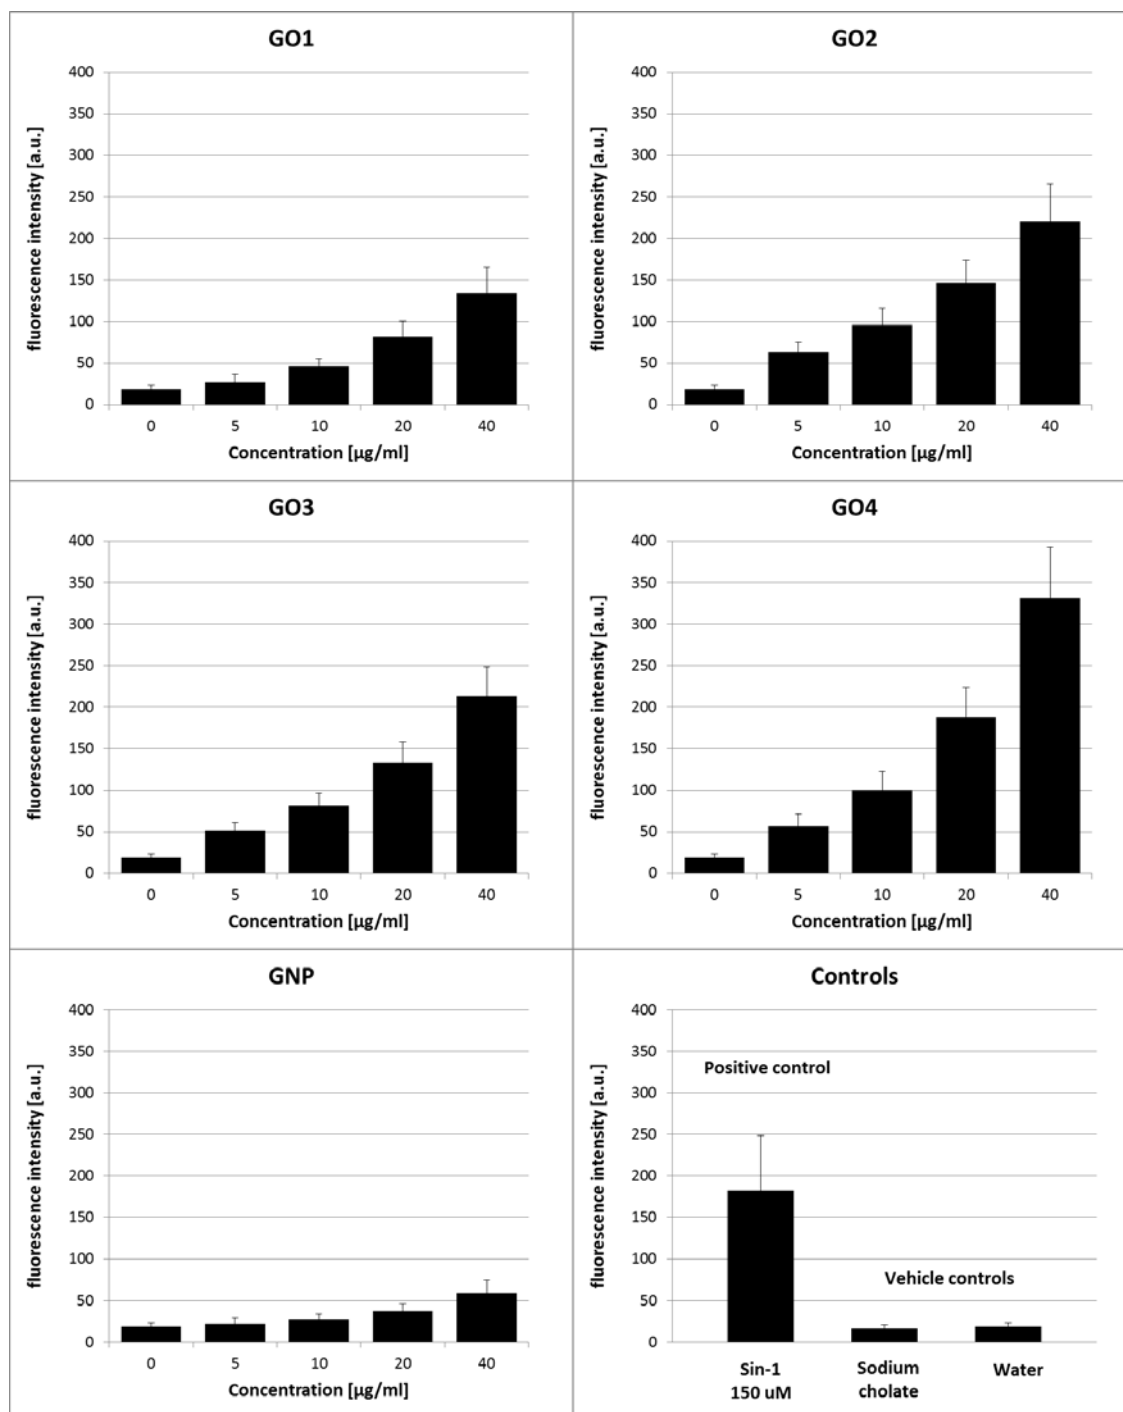 GO1
fluorescence intensity [a.u.]
400
350
300
250
200
150
100
50
0
0 5 10 20 40
Concentration [µg/ml]
GO2
fluorescence intensity [a.u.]
400
350
300
250
200
150
100
50
0
0 5 10 20 40
Concentration [µg/ml]
GO3
fluorescence intensity [a.u.]
400
350
300
250
200
150
100
50
0
0 5 10 20 40
Concentration [µg/ml]
GO4
fluorescence intensity [a.u.]
400
350
300
250
200
150
100
50
0
0 5 10 20 40
Concentration [µg/ml]
GNP
fluorescence intensity [a.u.]
400
350
300
250
200
150
100
50
0
0 5 10 20 40
Concentration [µg/ml]
Controls
fluorescence intensity [a.u.]
400
350
300
250
200
150
100
50
0
Positive control
Vehicle controls
Sin-1
150 uM
Sodium
cholate
Water